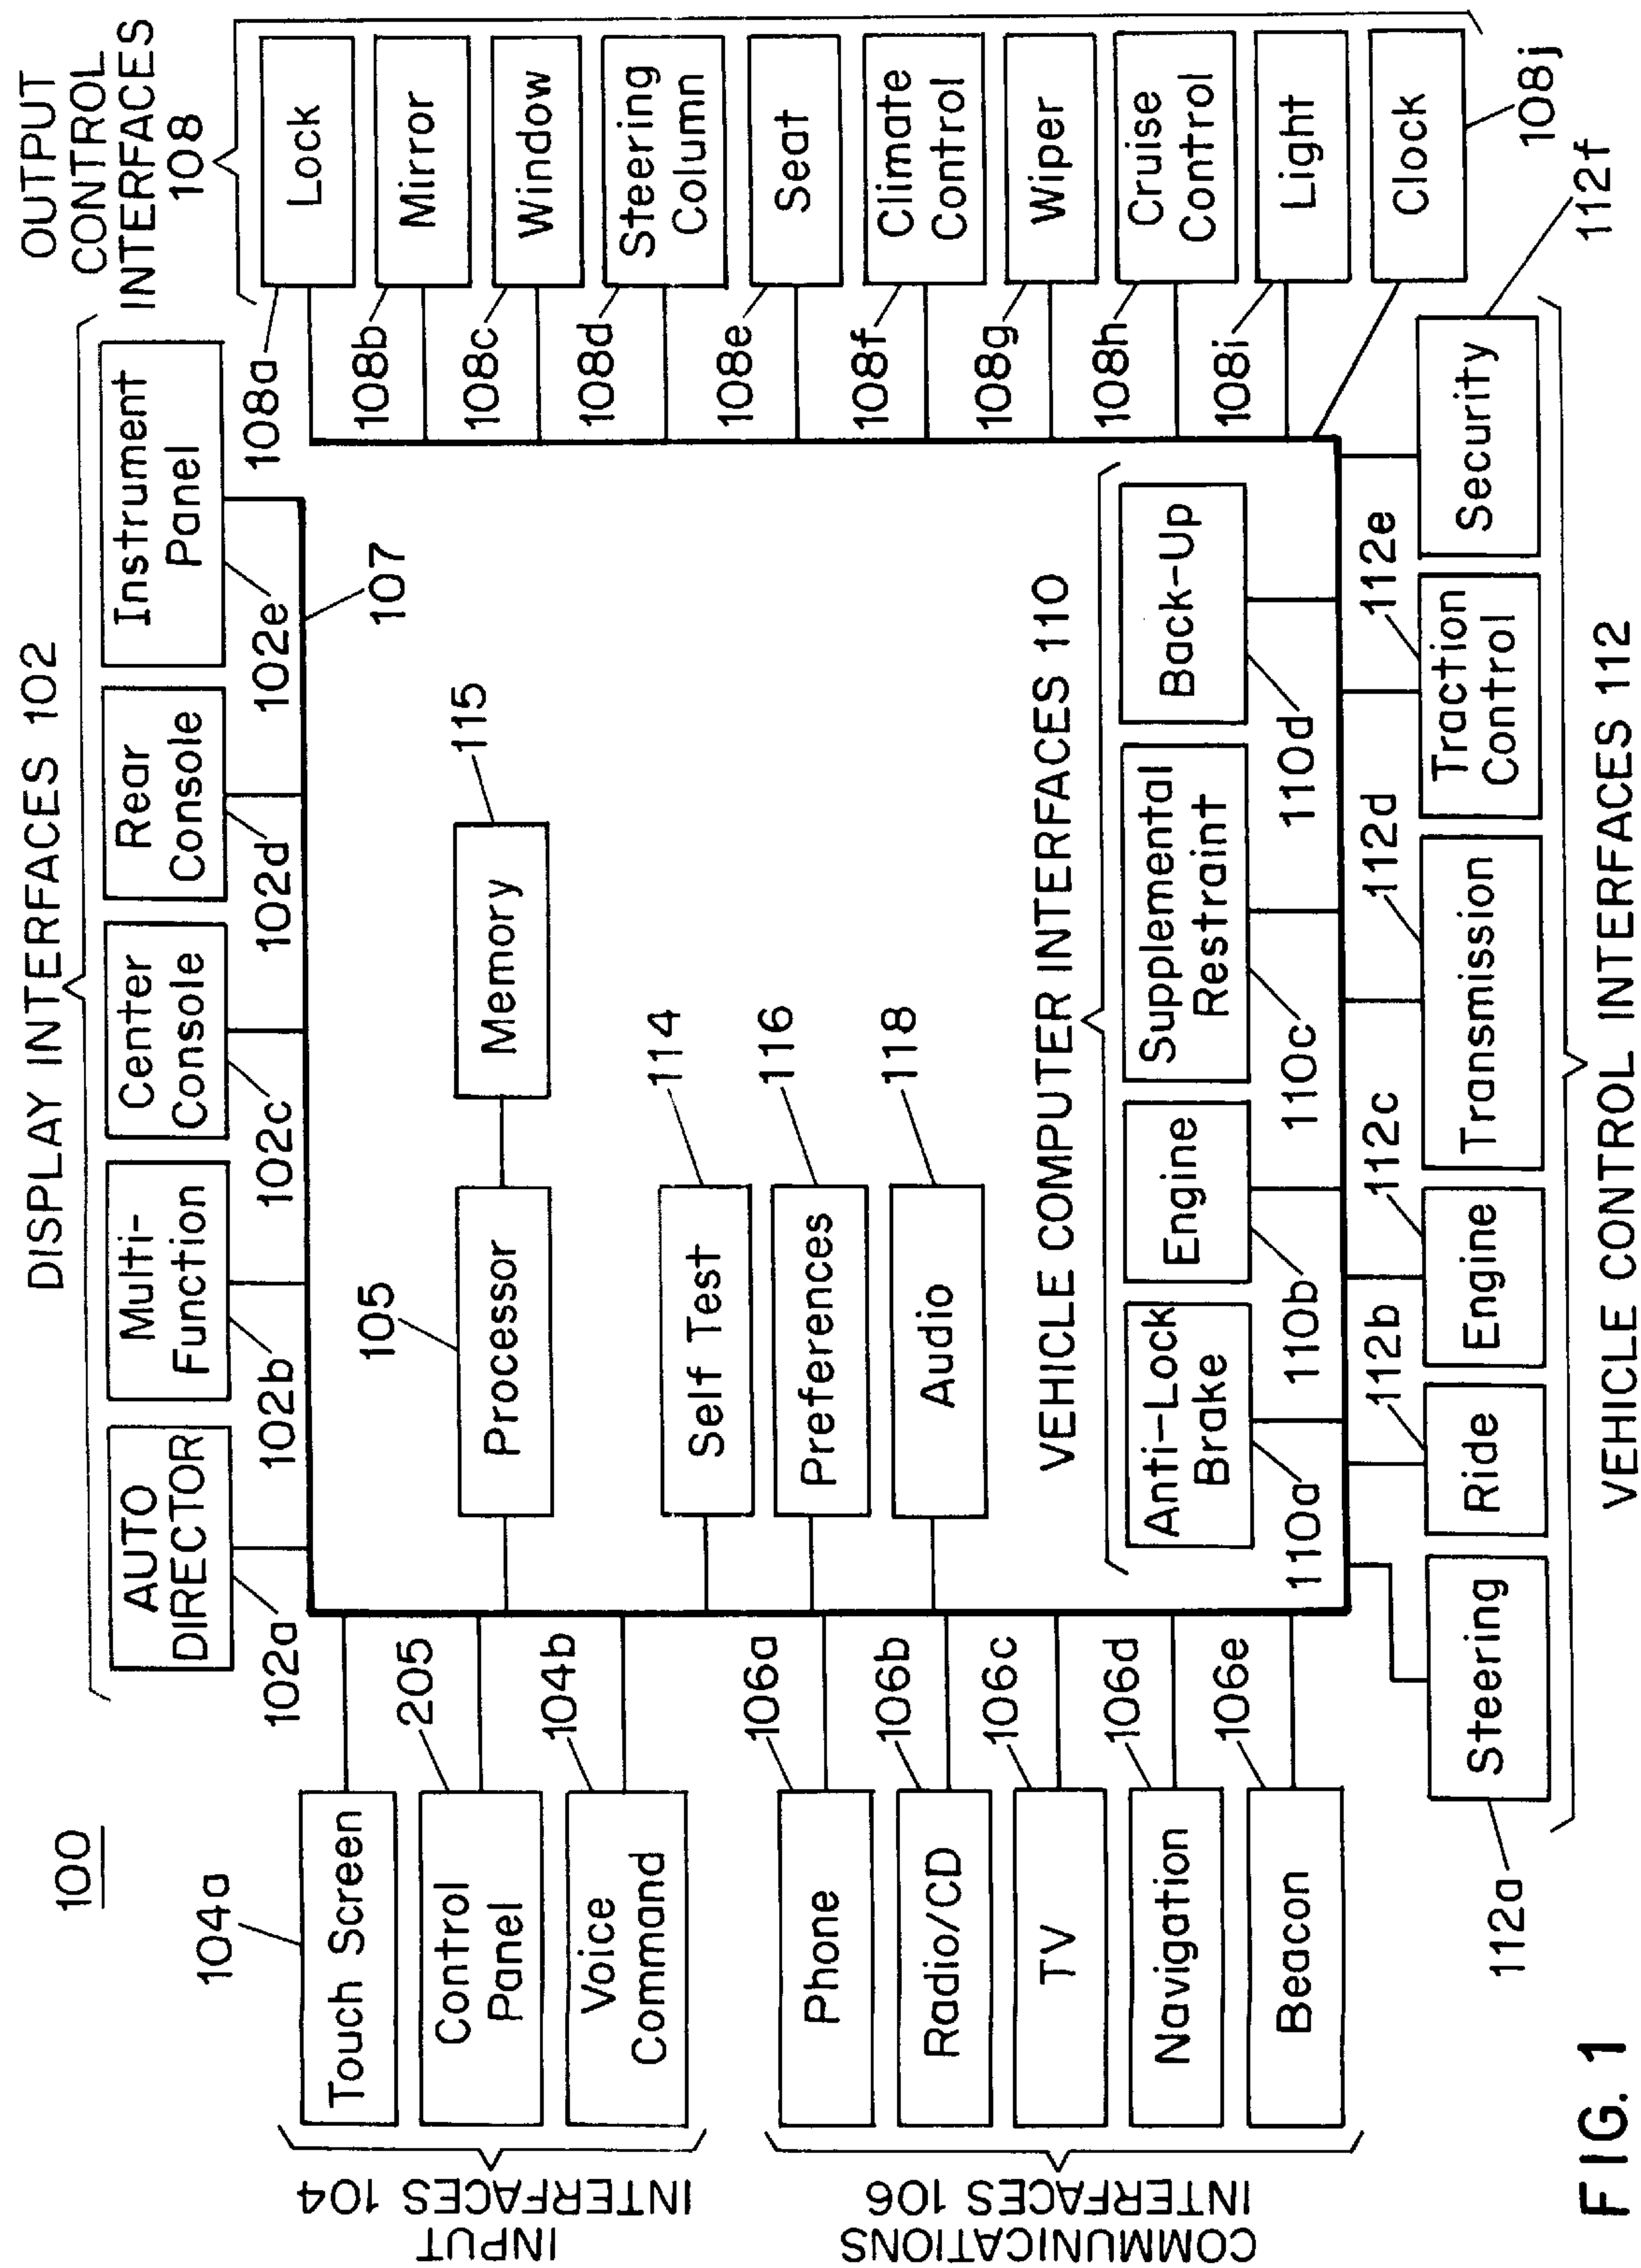 100
DISPLAY INTERFACES 102
AUTO
DIRECTOR
102a
Multi-
Function
102b
Center
Console
102c
Rear
Console
102d
Instrument
Panel
102e
107
OUTPUT
CONTROL
INTERFACES
108
Lock
108a
Mirror
108b
Window
108c
Steering
Column
108d
Seat
108e
Climate
Control
108f
Wiper
108g
Cruise
Control
108h
Light
108i
Clock
108j
INPUT
INTERFACES 104
104a
Touch Screen
205
Control
Panel
104b
Voice
Command
COMMUNICATIONS
INTERFACES 106
106a
Phone
106b
Radio/CD
106c
TV
106d
Navigation
106e
Beacon
105
Processor
Memory
115
Self Test
114
Preferences
116
Audio
118
VEHICLE COMPUTER INTERFACES 110
Anti-Lock
Brake
110a
Engine
110b
Supplemental
Restraint
110c
Back-Up
110d
112a
Steering
112b
Ride
112c
Engine
112d
Transmission
112e
Traction
Control
112f
Security
VEHICLE CONTROL INTERFACES 112
FIG. 1